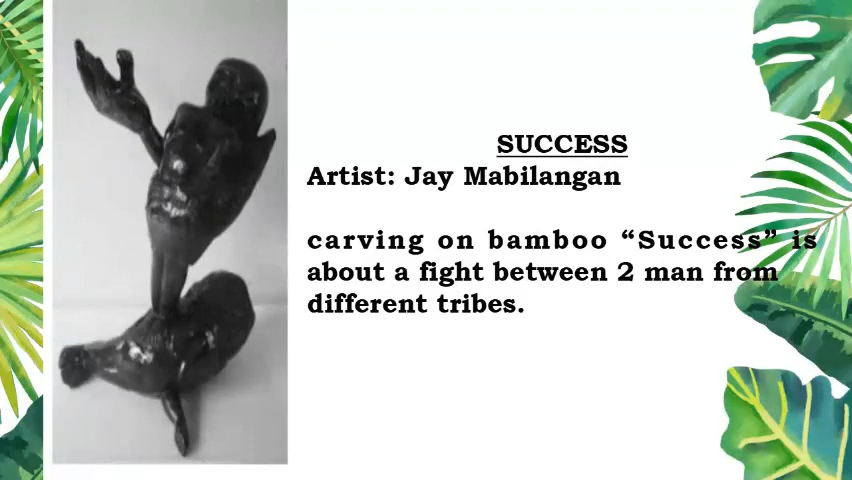 SUCCESS
Artist: Jay Mabilangan
carving on bamboo “Success” is
about a fight between 2 man from
different tribes.